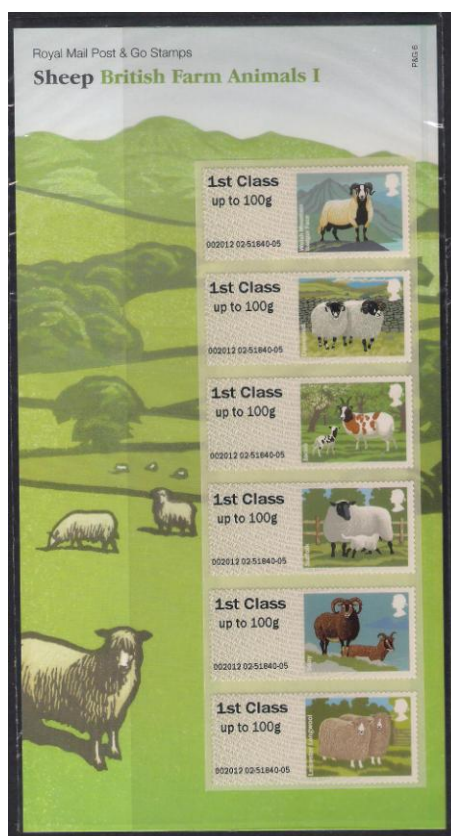 Royal Mail Post & Go Stamps
P&G 6
Sheep British Farm Animals I
1st Class
up to 100g
002012 02-51840-05
1st Class
up to 100g
002012 02-51840-05
1st Class
up to 100g
002012 02-51840-05
1st Class
up to 100g
002012 02-51840-05
1st Class
up to 100g
002012 02-51840-05
1st Class
up to 100g
002012 02-51840-05
Leicester Longwool